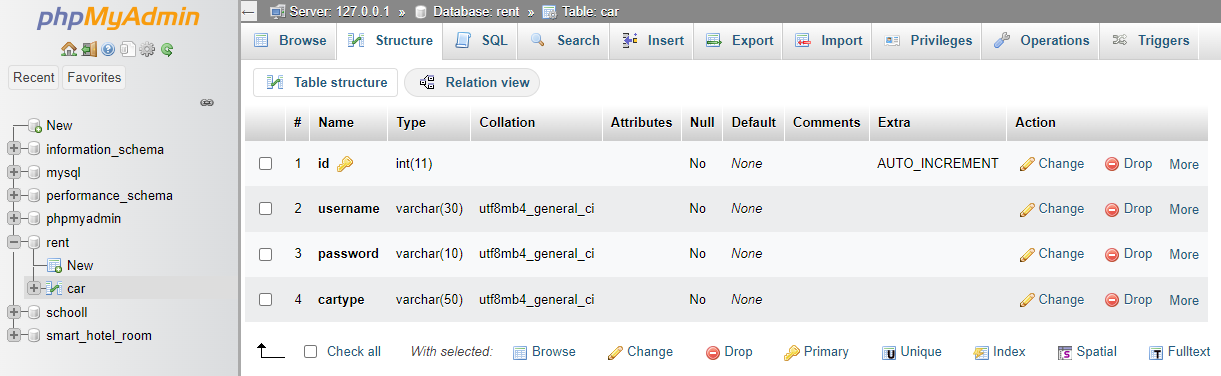 phpMyAdmin
Recent Favorites
New
information_schema
mysql
performance_schema
phpmyadmin
rent
New
car
schooll
smart_hotel_room
Server: 127.0.0.1 » Database: rent » Table: car
Browse Structure SQL Search Insert Export Import Privileges Operations Triggers
Table structure Relation view
# Name Type Collation Attributes Null Default Comments Extra Action
1 id int(11) No None AUTO_INCREMENT Change Drop More
2 username varchar(30) utf8mb4_general_ci No None Change Drop More
3 password varchar(10) utf8mb4_general_ci No None Change Drop More
4 cartype varchar(50) utf8mb4_general_ci No None Change Drop More
Check all With selected: Browse Change Drop Primary Unique Index Spatial Fulltext